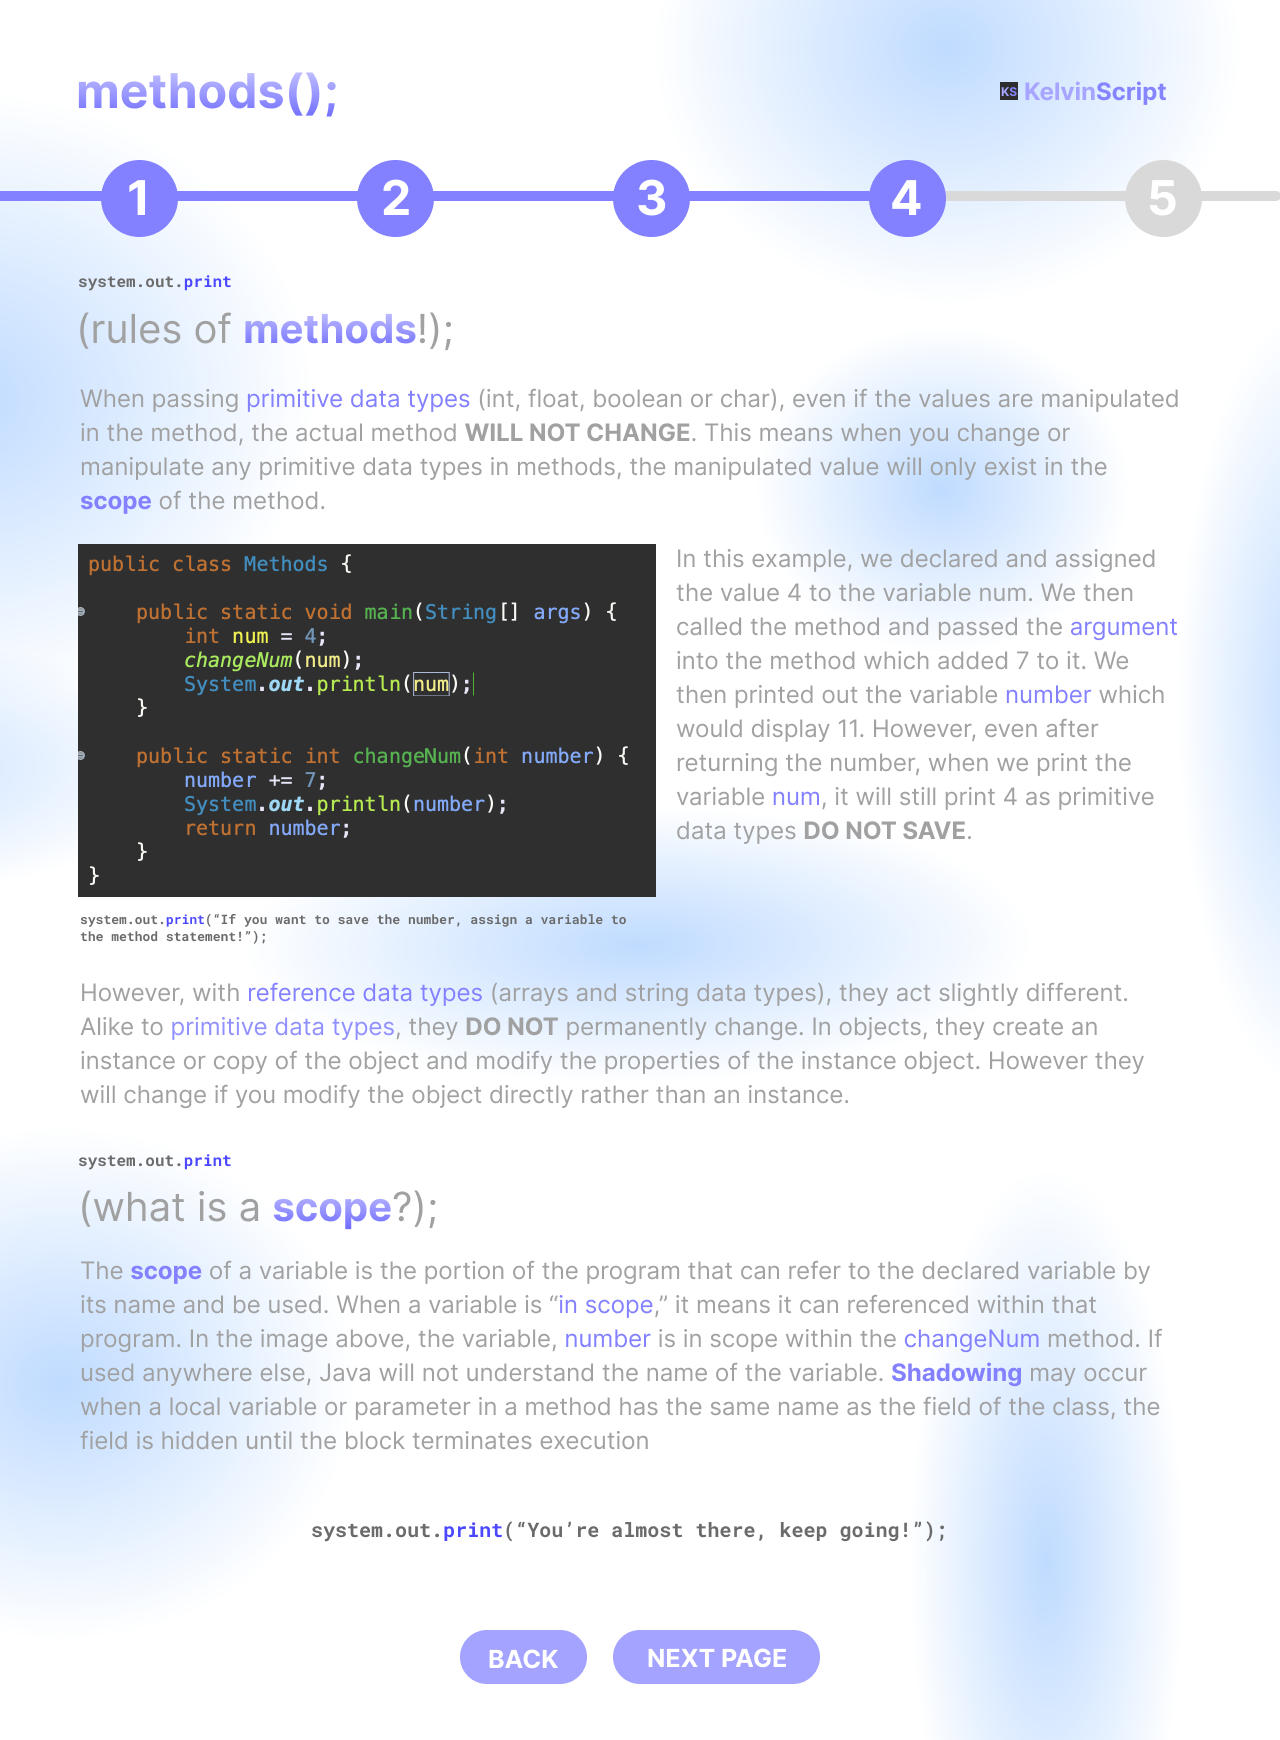 methods();
KS KelvinScript
1 2 3 4 5
system.out.print
(rules of methods!);
When passing primitive data types (int, float, boolean or char), even if the values are manipulated
in the method, the actual method WILL NOT CHANGE. This means when you change or
manipulate any primitive data types in methods, the manipulated value will only exist in the
scope of the method.
public class Methods {
public static void main(String[] args) {
int num = 4;
changeNum(num);
System.out.println(num);
}
public static int changeNum(int number) {
number += 7;
System.out.println(number);
return number;
}
}
In this example, we declared and assigned
the value 4 to the variable num. We then
called the method and passed the argument
into the method which added 7 to it. We
then printed out the variable number which
would display 11. However, even after
returning the number, when we print the
variable num, it will still print 4 as primitive
data types DO NOT SAVE.
system.out.print(“If you want to save the number, assign a variable to
the method statement!”);
However, with reference data types (arrays and string data types), they act slightly different.
Alike to primitive data types, they DO NOT permanently change. In objects, they create an
instance or copy of the object and modify the properties of the instance object. However they
will change if you modify the object directly rather than an instance.
system.out.print
(what is a scope?);
The scope of a variable is the portion of the program that can refer to the declared variable by
its name and be used. When a variable is “in scope,” it means it can referenced within that
program. In the image above, the variable, number is in scope within the changeNum method. If
used anywhere else, Java will not understand the name of the variable. Shadowing may occur
when a local variable or parameter in a method has the same name as the field of the class, the
field is hidden until the block terminates execution
system.out.print(“You’re almost there, keep going!”);
BACK
NEXT PAGE